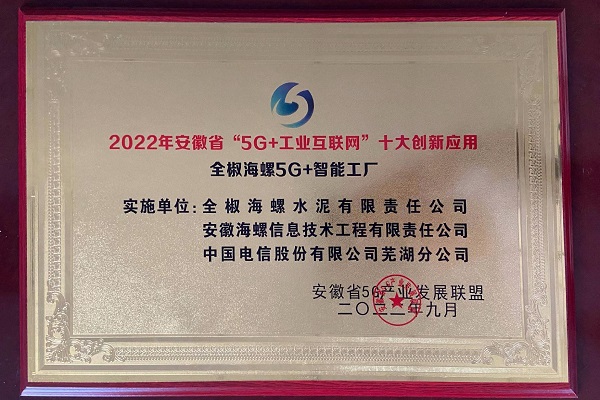 2022年安徽省“5G+工业互联网”十大创新应用
全椒海螺5G+智能工厂
实施单位:全椒海螺水泥有限责任公司
安徽海螺信息技术工程有限责任公司
中国电信股份有限公司芜湖分公司
安徽省5G产业发展联盟
二〇二二年九月